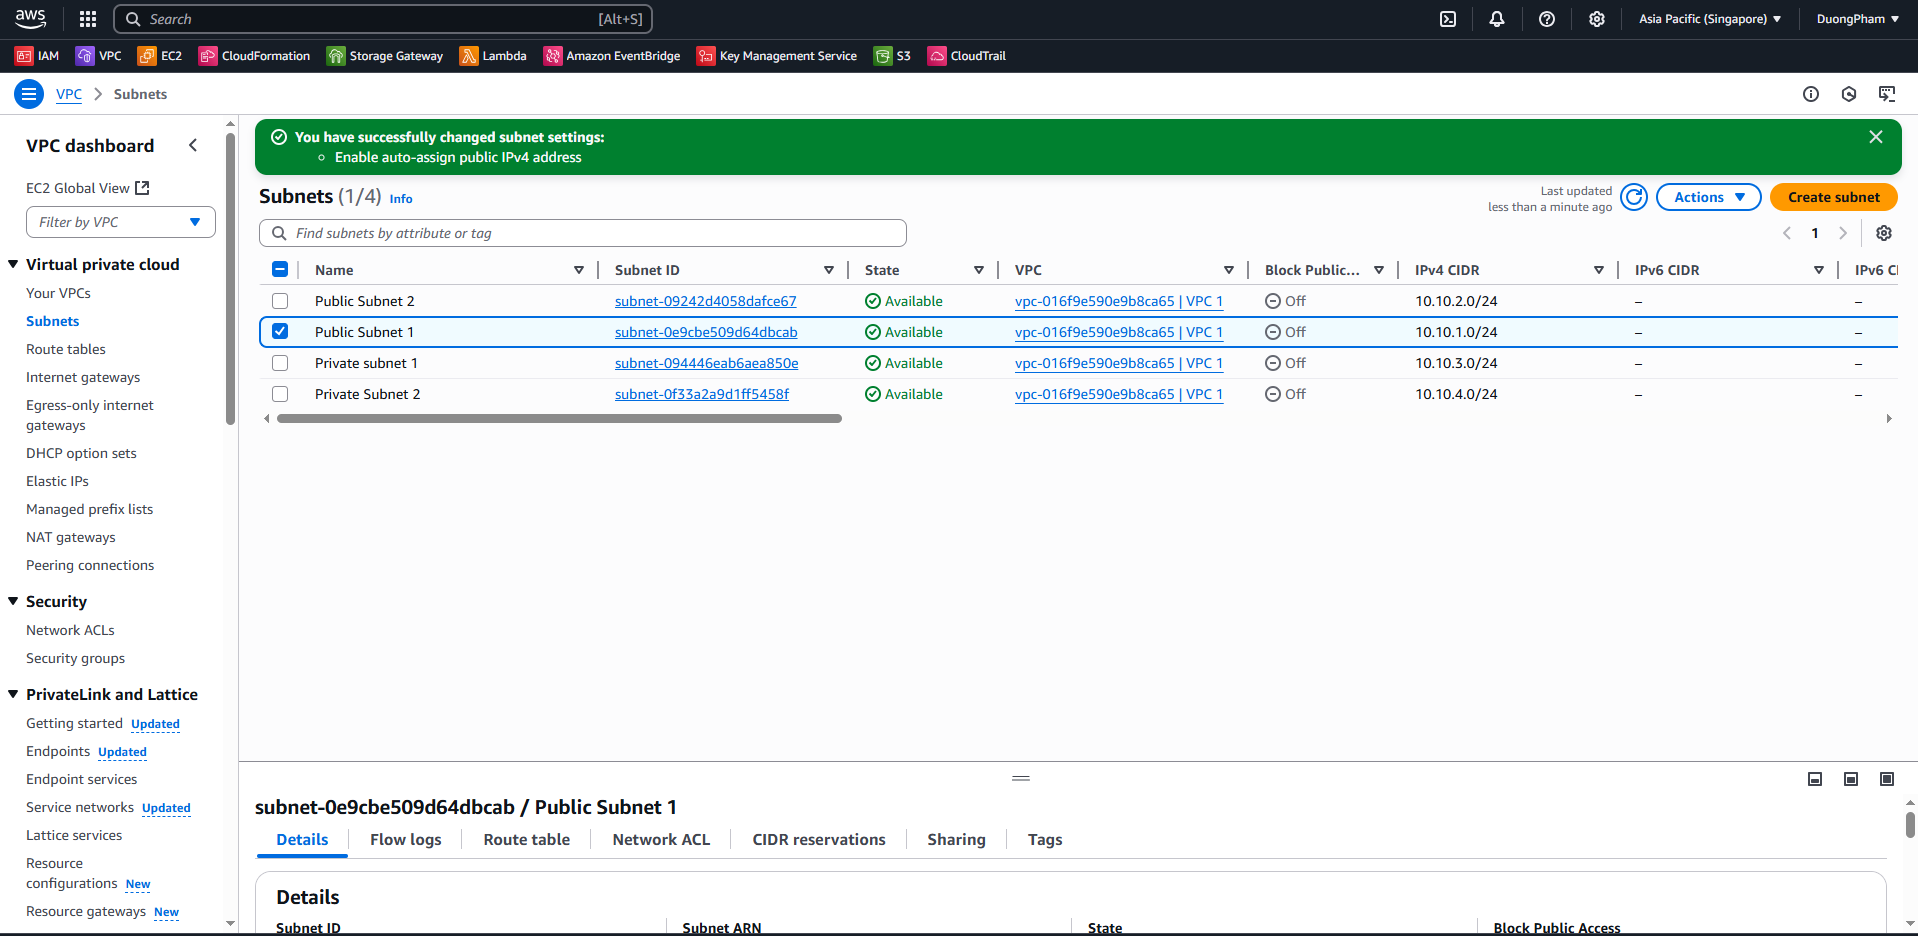 aws
Search [Alt+S]
Asia Pacific (Singapore) DuongPham
IAM VPC EC2 CloudFormation Storage Gateway Lambda Amazon EventBridge Key Management Service S3 CloudTrail
VPC > Subnets
VPC dashboard
EC2 Global View
Filter by VPC
Virtual private cloud
Your VPCs
Subnets
Route tables
Internet gateways
Egress-only internet
gateways
DHCP option sets
Elastic IPs
Managed prefix lists
NAT gateways
Peering connections
Security
Network ACLs
Security groups
PrivateLink and Lattice
Getting started Updated
Endpoints Updated
Endpoint services
Service networks Updated
Lattice services
Resource
configurations New
Resource gateways New
You have successfully changed subnet settings:
Enable auto-assign public IPv4 address
Subnets (1/4) Info
Last updated
less than a minute ago
Actions
Create subnet
Find subnets by attribute or tag
1
Name Subnet ID State VPC Block Public... IPv4 CIDR IPv6 CIDR IPv6 CI
Public Subnet 2 subnet-09242d4058dafce67 Available vpc-016f9e590e9b8ca65 | VPC 1 Off 10.10.2.0/24 – –
Public Subnet 1 subnet-0e9cbe509d64dbcab Available vpc-016f9e590e9b8ca65 | VPC 1 Off 10.10.1.0/24 – –
Private subnet 1 subnet-094446eab6aea850e Available vpc-016f9e590e9b8ca65 | VPC 1 Off 10.10.3.0/24 – –
Private Subnet 2 subnet-0f33a2a9d1ff5458f Available vpc-016f9e590e9b8ca65 | VPC 1 Off 10.10.4.0/24 – –
subnet-0e9cbe509d64dbcab / Public Subnet 1
Details Flow logs Route table Network ACL CIDR reservations Sharing Tags
Details
Subnet ID Subnet ARN State Block Public Access